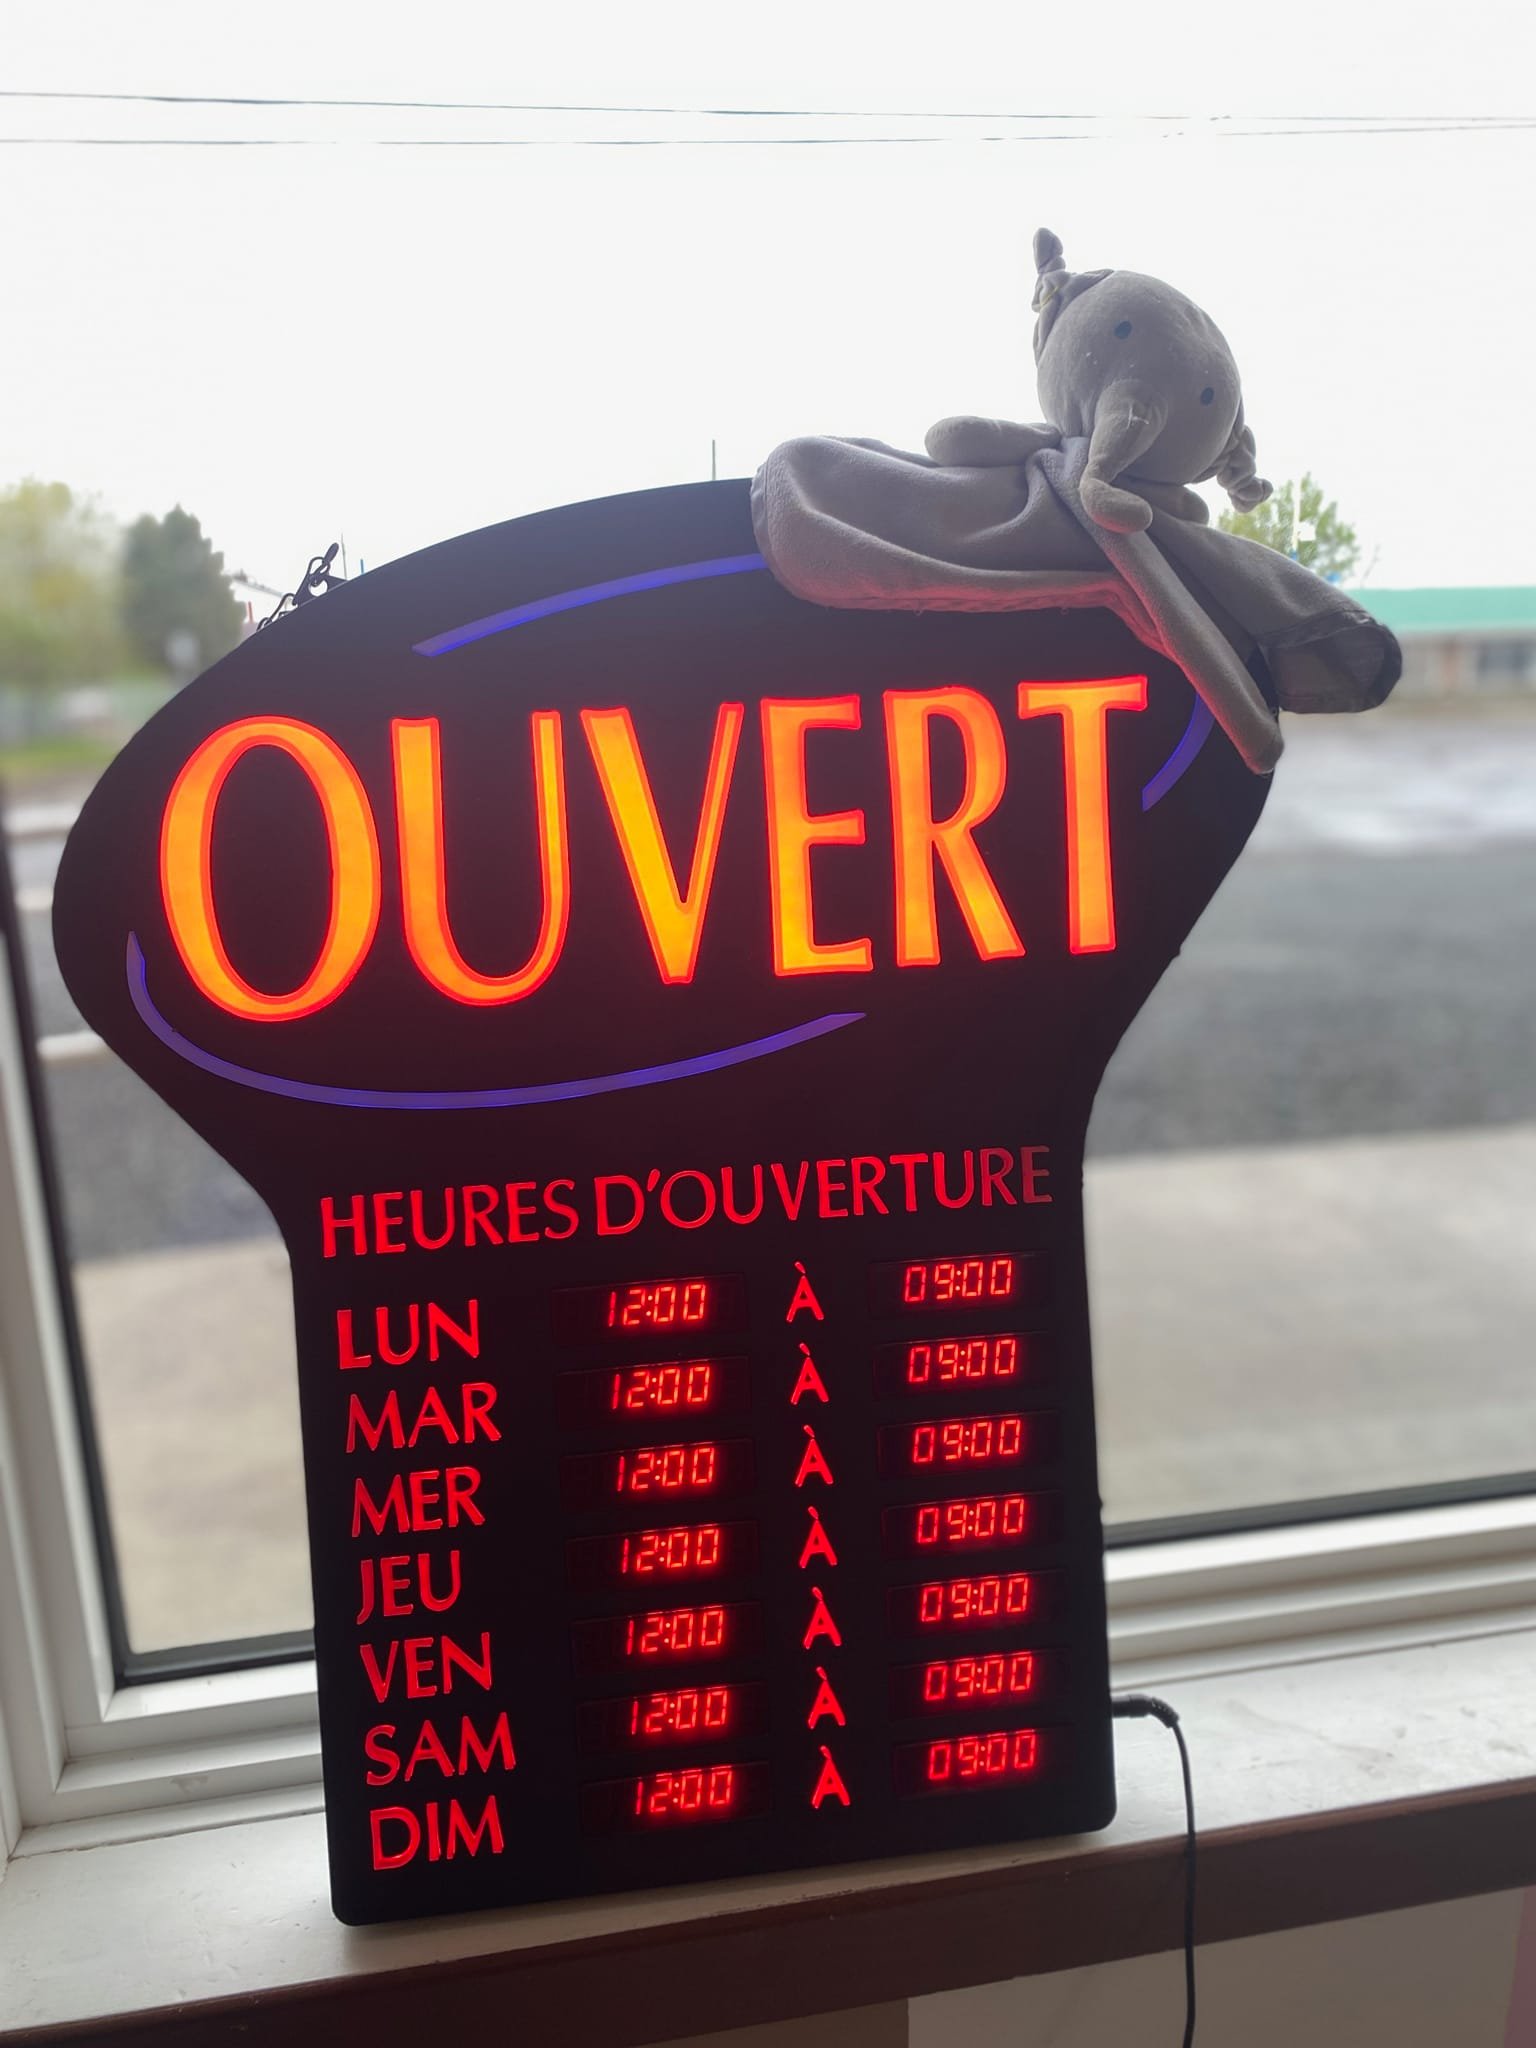 OUVERT
HEURES D'OUVERTURE
LUN 12:00 À 09:00
MAR 12:00 À 09:00
MER 12:00 À 09:00
JEU 12:00 À 09:00
VEN 12:00 À 09:00
SAM 12:00 À 09:00
DIM 12:00 À 09:00